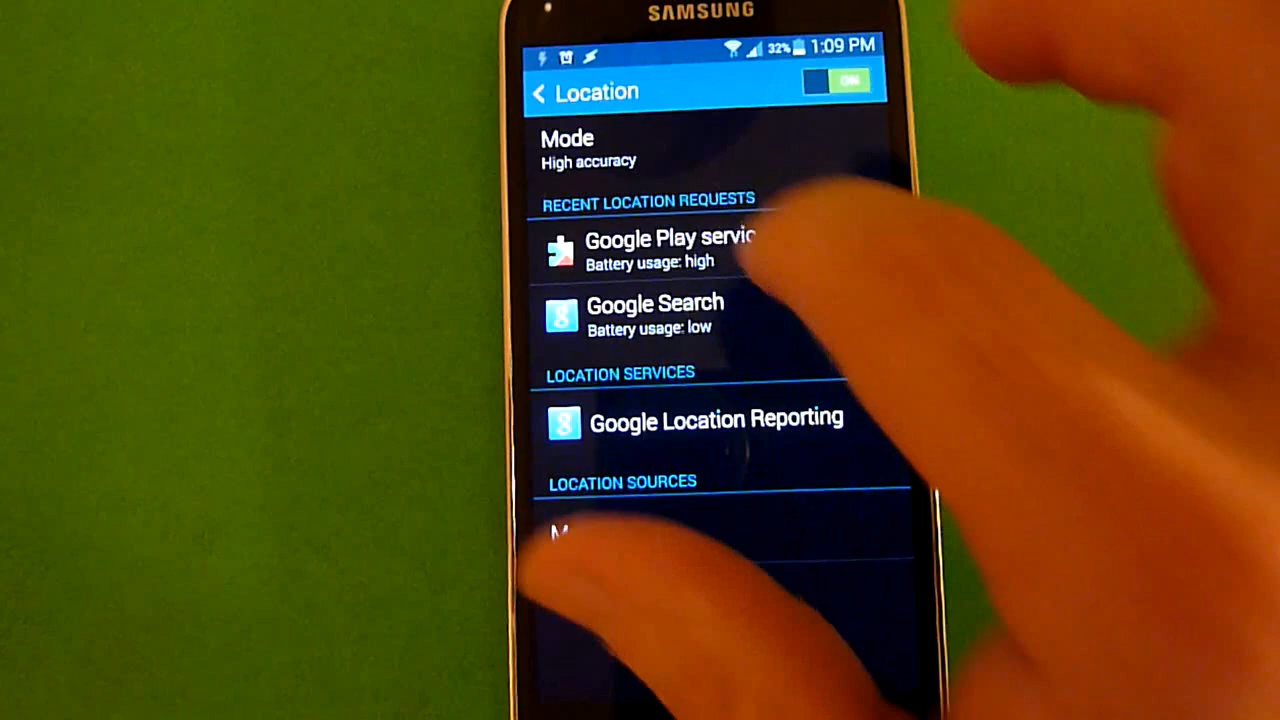 SAMSUNG
32% 1:09 PM
Location ON
Mode
High accuracy
RECENT LOCATION REQUESTS
Google Play servic
Battery usage: high
Google Search
Battery usage: low
LOCATION SERVICES
Google Location Reporting
LOCATION SOURCES
M